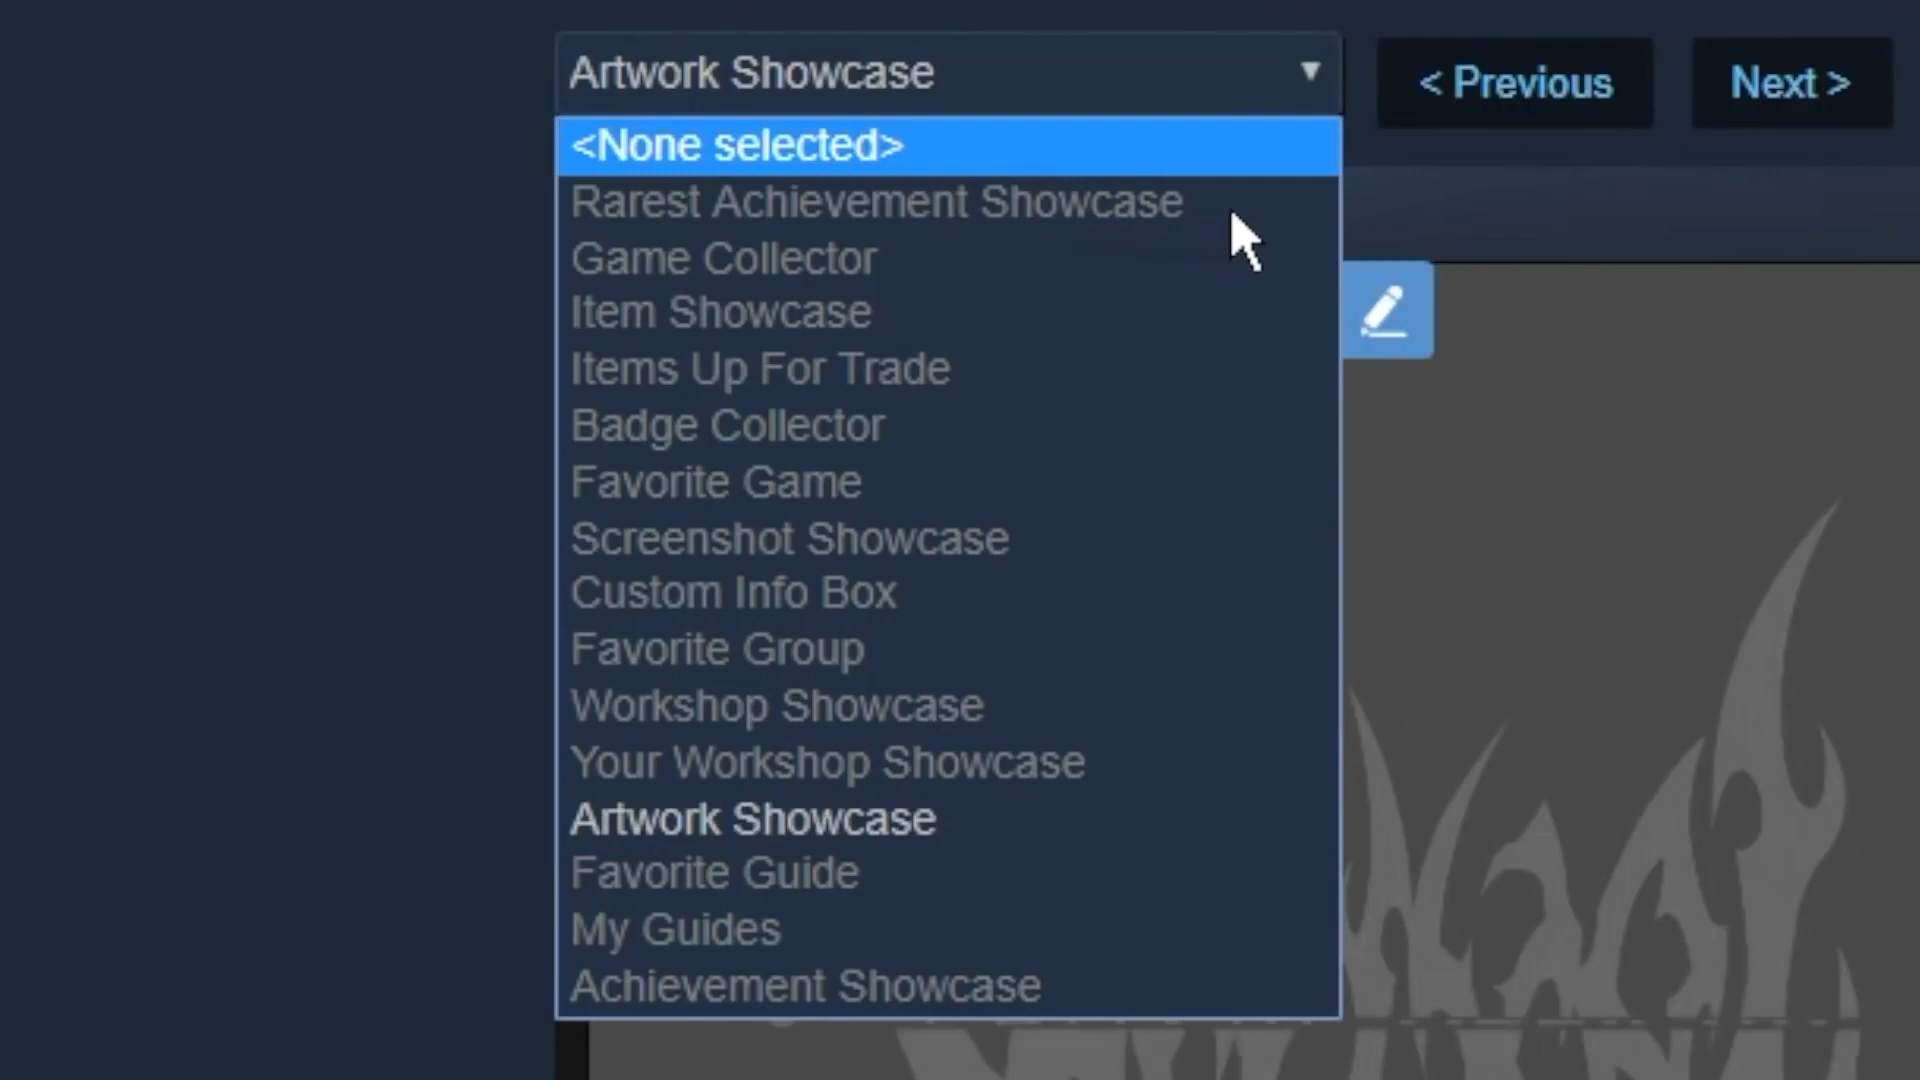 Artwork Showcase
< Previous
Next >
<None selected>
Rarest Achievement Showcase
Game Collector
Item Showcase
Items Up For Trade
Badge Collector
Favorite Game
Screenshot Showcase
Custom Info Box
Favorite Group
Workshop Showcase
Your Workshop Showcase
Artwork Showcase
Favorite Guide
My Guides
Achievement Showcase